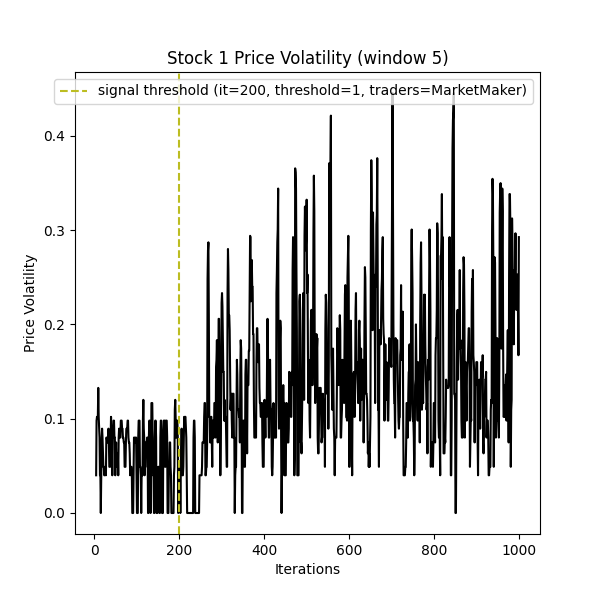 Stock 1 Price Volatility (window 5)
signal threshold (it=200, threshold=1, traders=MarketMaker)
0.4
0.3
0.2
0.1
0.0
Price Volatility
0 200 400 600 800 1000
Iterations